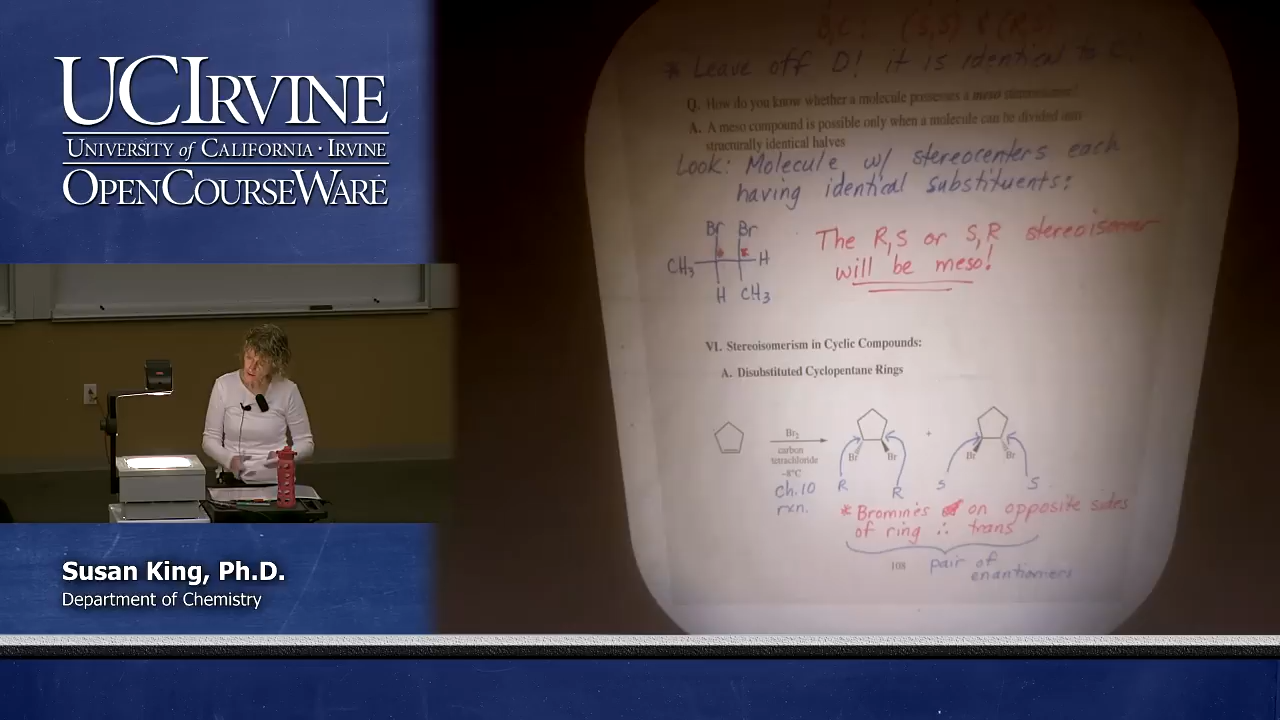 UCIRVINE
UNIVERSITY of CALIFORNIA · IRVINE
OPENCOURSEWARE
Susan King, Ph.D.
Department of Chemistry
B,C: (S,S) & (R,S)
* Leave off D! it is identical to C!
Q. How do you know whether a molecule possesses a meso stereoisomer?
A. A meso compound is possible only when a molecule can be divided into
structurally identical halves
Look: Molecule w/ stereocenters each
having identical substituents:
Br Br
CH3 H
H CH3
The R,S or S,R stereoisomer
will be meso!
VI. Stereoisomerism in Cyclic Compounds:
A. Disubstituted Cyclopentane Rings
Br2
carbon
tetrachloride
-8°C
Ch.10
rxn.
+
Br Br
Br Br
R R S S
* Bromines on opposite sides
of ring ∴ trans
pair of
enantiomers
108